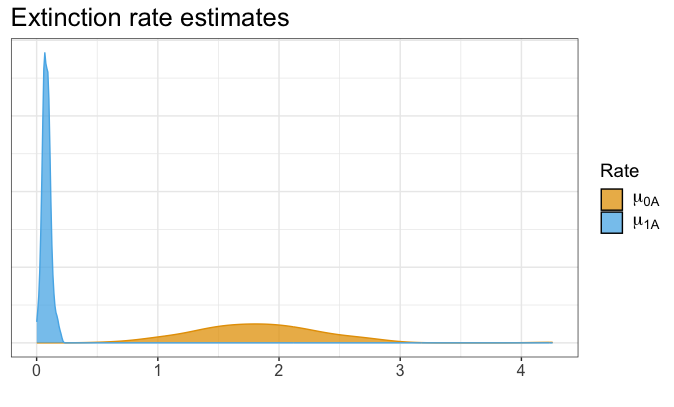 Extinction rate estimates
Rate
μ0A
μ1A
0 1 2 3 4